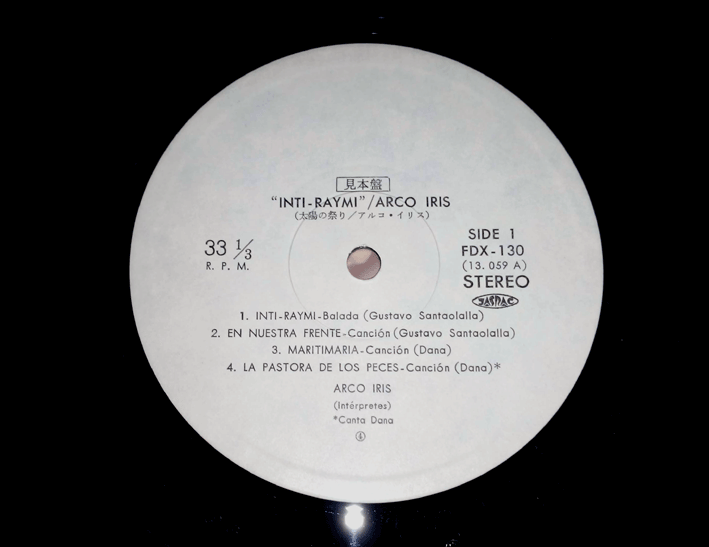 見本盤
"INTI-RAYMI"/ARCO IRIS
(太陽の祭り/アルコ・イリス)
33 1/3
R. P. M.
SIDE 1
FDX-130
(13. 059 A)
STEREO
JASRAC
1. INTI-RAYMI-Balada (Gustavo Santaolalla)
2. EN NUESTRA FRENTE-Canción (Gustavo Santaolalla)
3. MARITIMARIA-Canción (Dana)
4. LA PASTORA DE LOS PECES-Canción (Dana)*
ARCO IRIS
(Intérpretes)
*Canta Dana